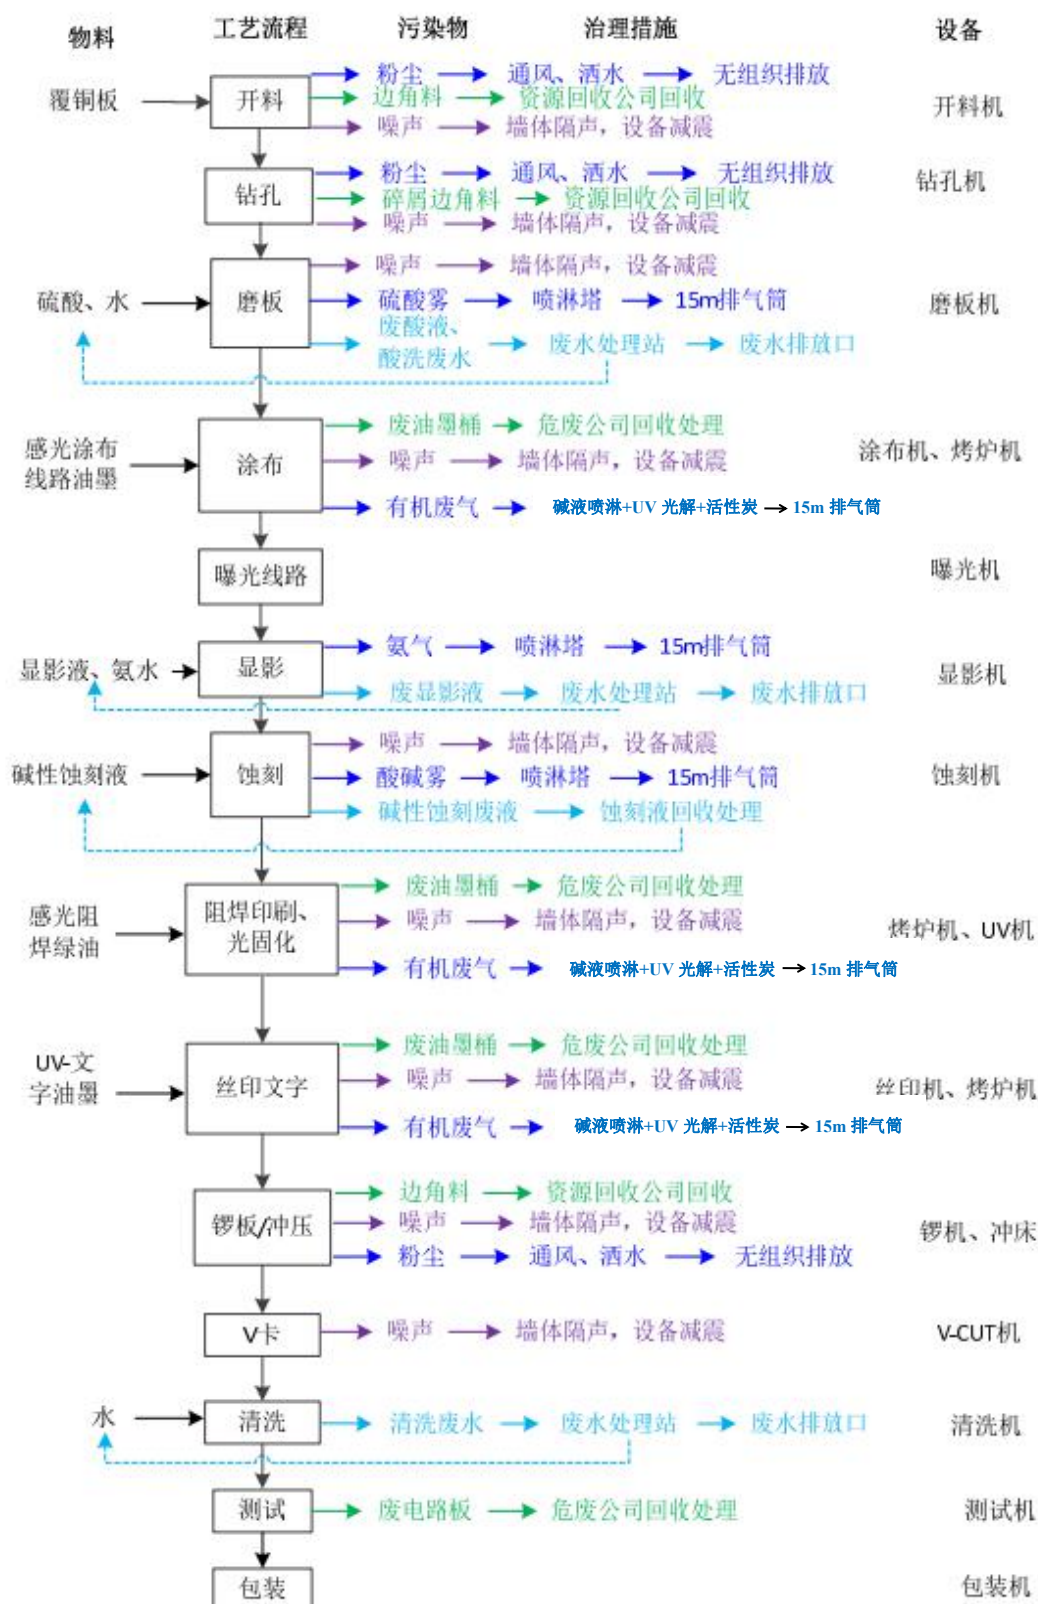 物料 工艺流程 污染物 治理措施 设备
粉尘 通风、洒水 无组织排放
覆铜板 开料 边角料 资源回收公司回收 开料机
噪声 墙体隔声，设备减震
粉尘 通风、洒水 无组织排放
钻孔 碎屑边角料 资源回收公司回收 钻孔机
噪声 墙体隔声，设备减震
噪声 墙体隔声，设备减震
硫酸、水 磨板 硫酸雾 喷淋塔 15m排气筒 磨板机
废酸液、
酸洗废水 废水处理站 废水排放口
废油墨桶 危废公司回收处理
感光涂布
线路油墨 涂布 噪声 墙体隔声，设备减震 涂布机、烤炉机
有机废气 碱液喷淋+UV 光解+活性炭 15m 排气筒
曝光线路 曝光机
氨气 喷淋塔 15m排气筒
显影液、氨水 显影 显影机
废显影液 废水处理站 废水排放口
噪声 墙体隔声，设备减震
碱性蚀刻液 蚀刻 酸碱雾 喷淋塔 15m排气筒 蚀刻机
碱性蚀刻废液 蚀刻液回收处理
废油墨桶 危废公司回收处理
感光阻
焊绿油 阻焊印刷、
光固化 噪声 墙体隔声，设备减震 烤炉机、UV机
有机废气 碱液喷淋+UV 光解+活性炭 15m 排气筒
废油墨桶 危废公司回收处理
UV-文
字油墨 丝印文字 噪声 墙体隔声，设备减震 丝印机、烤炉机
有机废气 碱液喷淋+UV 光解+活性炭 15m 排气筒
边角料 资源回收公司回收
锣板/冲压 噪声 墙体隔声，设备减震 锣机、冲床
粉尘 通风、洒水 无组织排放
V卡 噪声 墙体隔声，设备减震 V-CUT机
水 清洗 清洗废水 废水处理站 废水排放口 清洗机
测试 废电路板 危废公司回收处理 测试机
包装 包装机